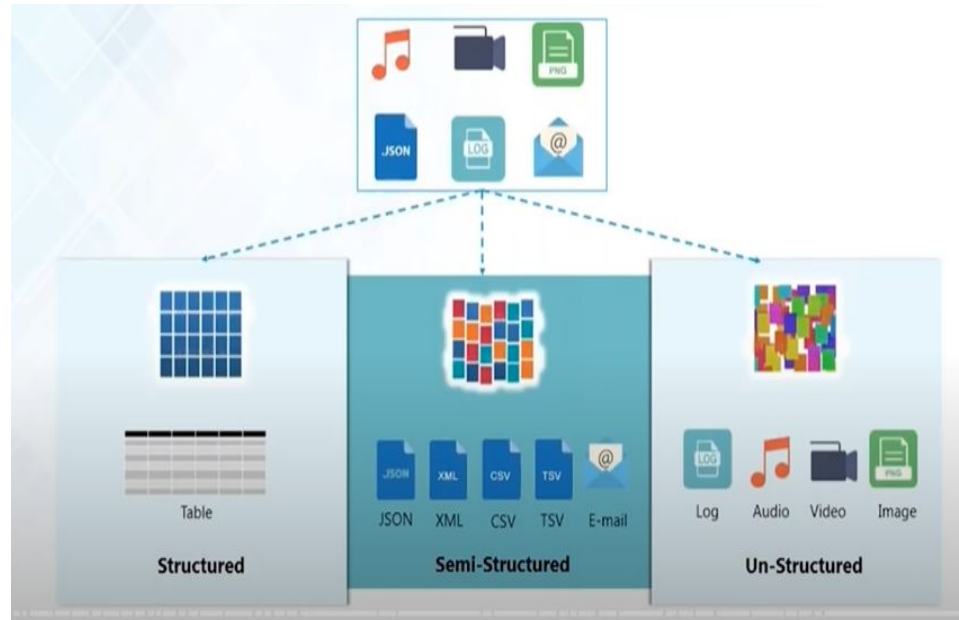 PNG
.JSON
LOG
@
@
.JSON
XML
CSV
TSV
LOG
PNG
JSON
XML
CSV
TSV
E-mail
Log
Audio
Video
Image
Table
Structured
Semi-Structured
Un-Structured